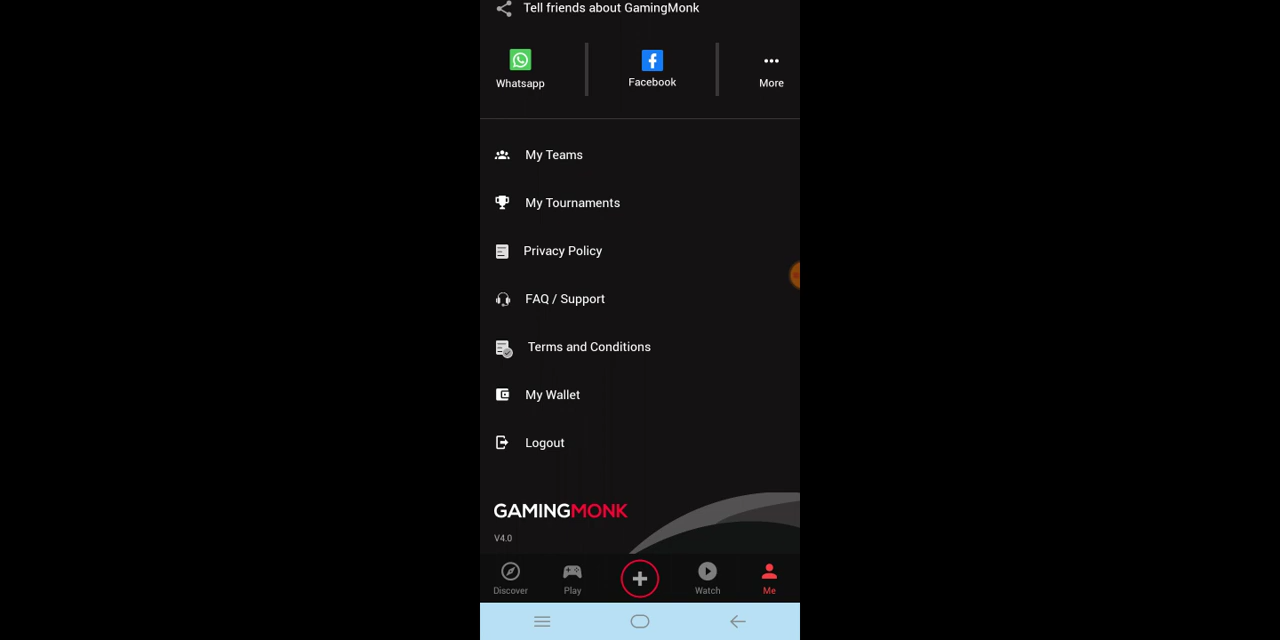 Tell friends about GamingMonk
Whatsapp
Facebook
More
My Teams
My Tournaments
Privacy Policy
FAQ / Support
Terms and Conditions
My Wallet
Logout
GAMINGMONK
V4.0
Discover
Play
Watch
Me